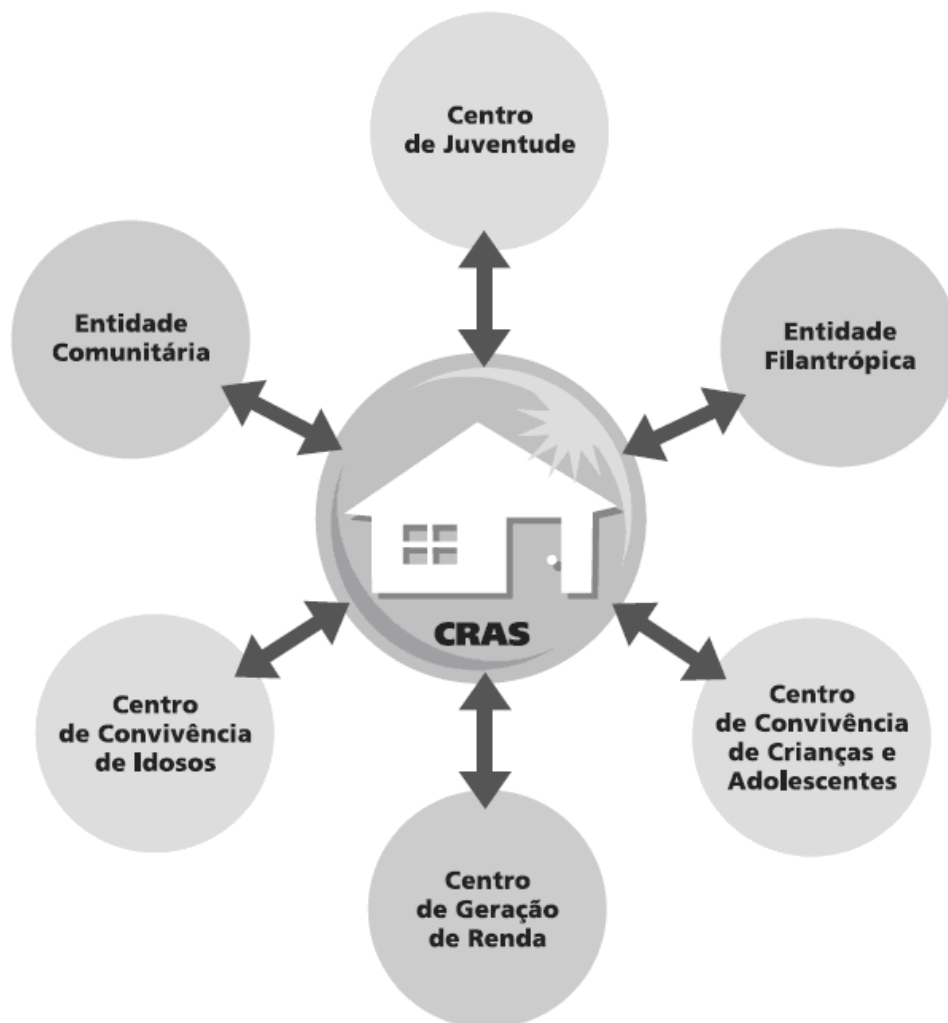 Centro
de Juventude
Entidade
Comunitária
Entidade
Filantrópica
CRAS
Centro
de Convivência
de Idosos
Centro
de Convivência
de Crianças e
Adolescentes
Centro
de Geração
de Renda